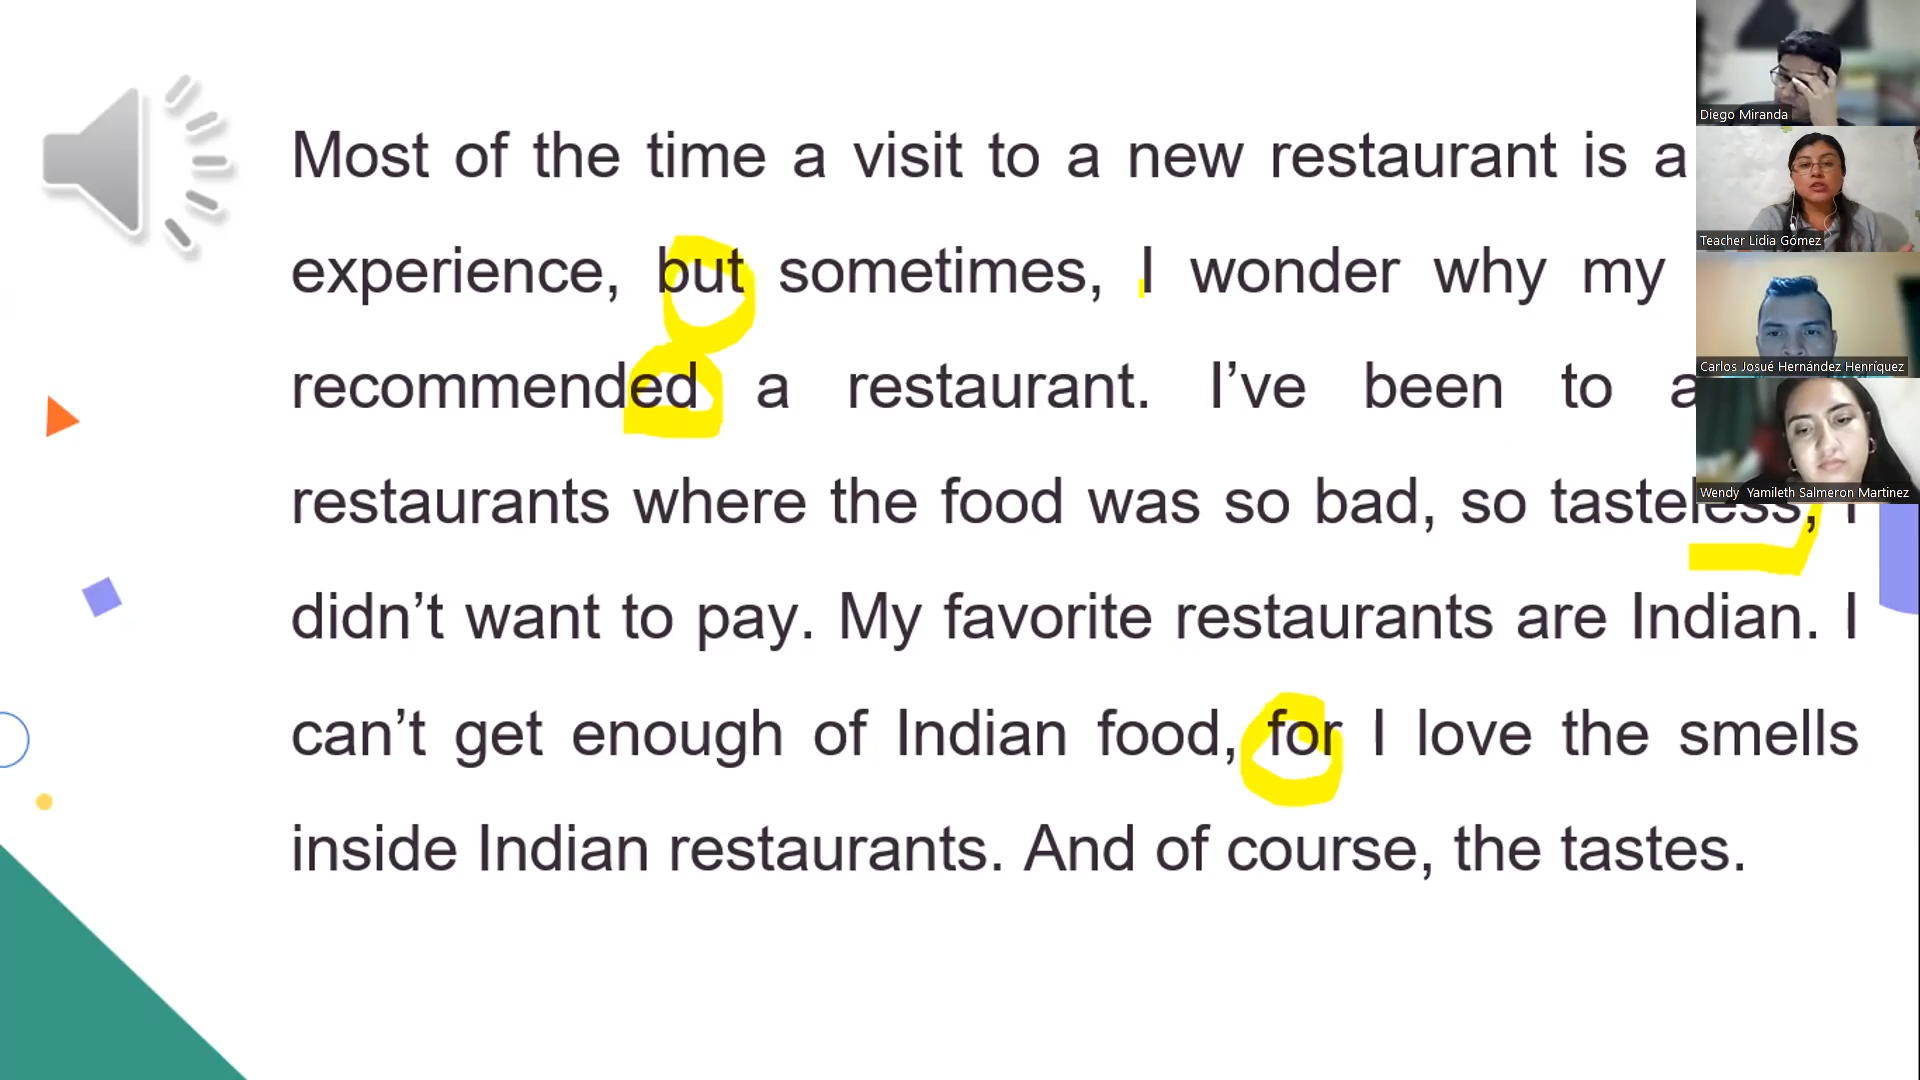 Most of the time a visit to a new restaurant is a
experience, but sometimes, I wonder why my
recommended a restaurant. I’ve been to a
restaurants where the food was so bad, so tasteless, I
didn’t want to pay. My favorite restaurants are Indian. I
can’t get enough of Indian food, for I love the smells
inside Indian restaurants. And of course, the tastes.
Diego Miranda
Teacher Lidia Gómez
Carlos Josué Hernández Henríquez
Wendy Yamileth Salmeron Martinez